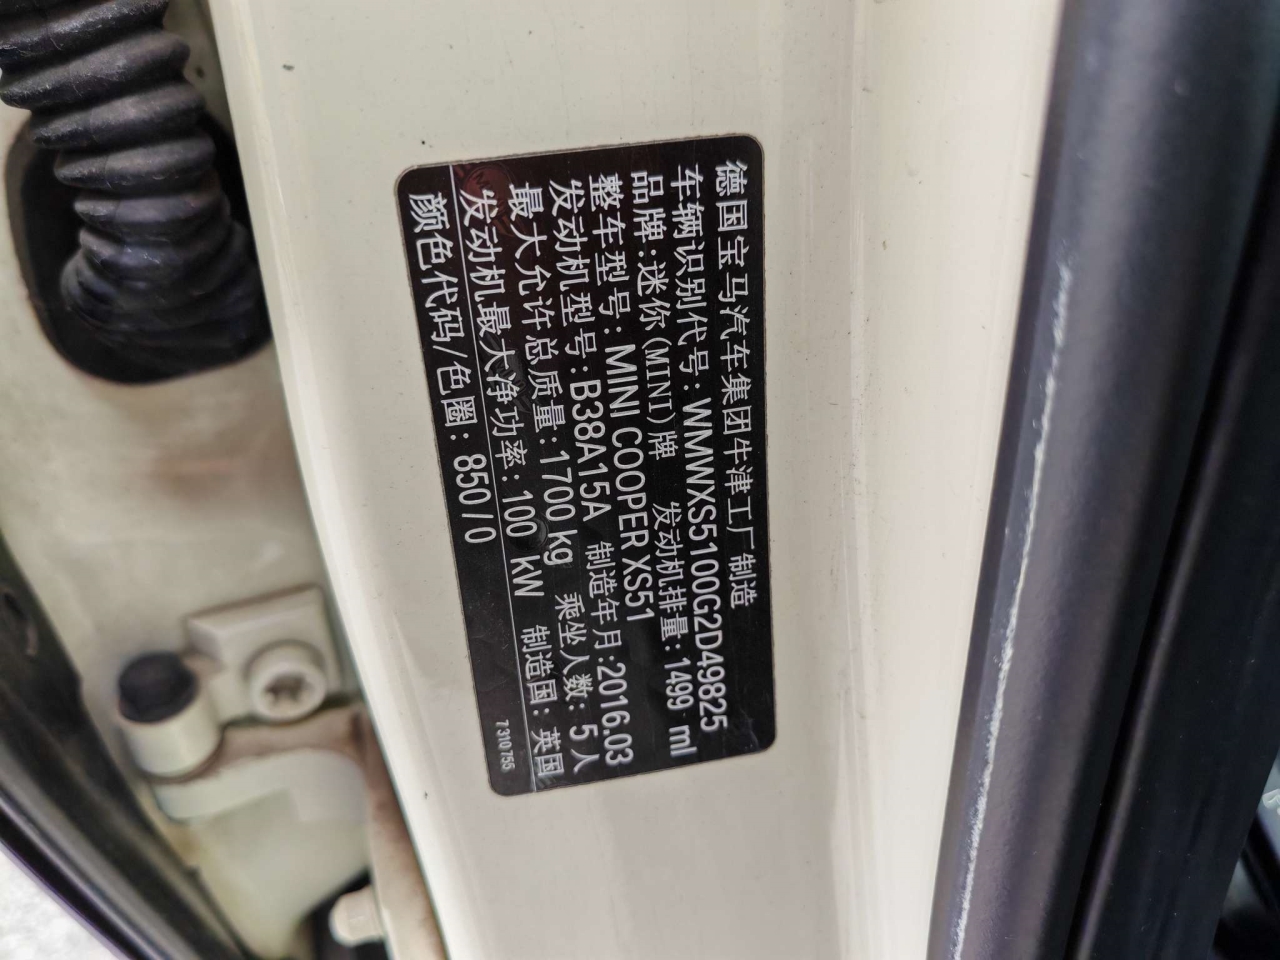 德国宝马汽车集团牛津工厂制造
车辆识别代号: WMWXS5100G2D49825
品牌:迷你(MINI)牌 发动机排量:1499 ml
整车型号: MINI COOPER XS51
发动机型号: B38A15A 制造年月:2016.03
最大允许总质量: 1700 kg 乘坐人数: 5 人
发动机最大净功率: 100 kW 制造国: 英国
颜色代码/色圈: 850 / 0
7310 755